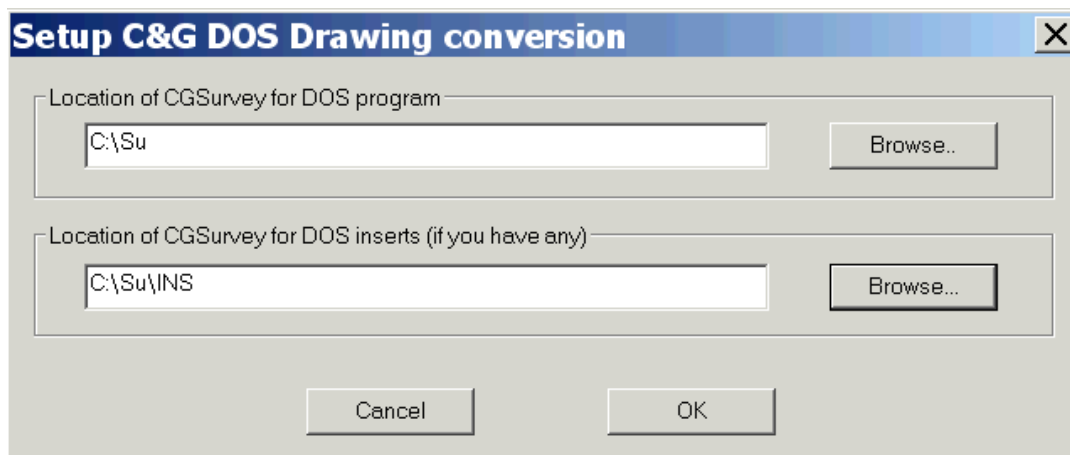 Setup C&G DOS Drawing conversion
Location of CGSurvey for DOS program
C:\Su
Browse..
Location of CGSurvey for DOS inserts (if you have any)
C:\Su\INS
Browse...
Cancel
OK